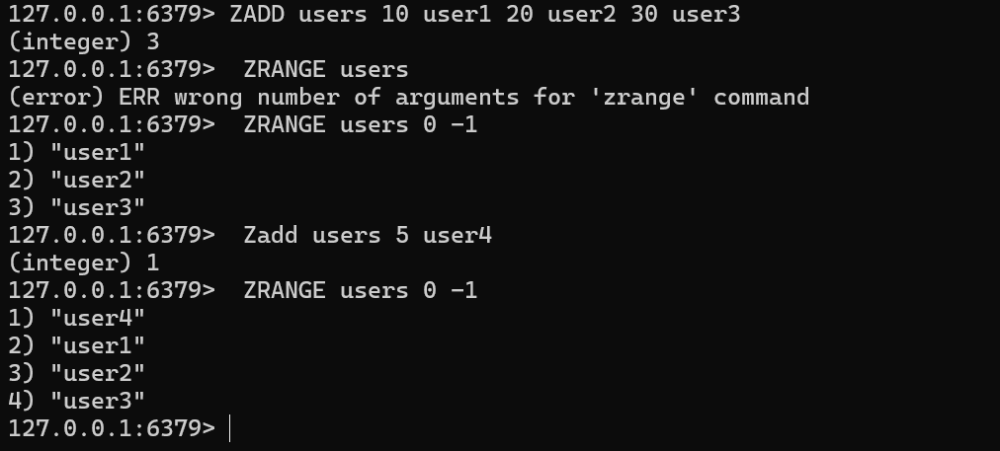 127.0.0.1:6379> ZADD users 10 user1 20 user2 30 user3
(integer) 3
127.0.0.1:6379>  ZRANGE users
(error) ERR wrong number of arguments for 'zrange' command
127.0.0.1:6379>  ZRANGE users 0 -1
1) "user1"
2) "user2"
3) "user3"
127.0.0.1:6379>  Zadd users 5 user4
(integer) 1
127.0.0.1:6379>  ZRANGE users 0 -1
1) "user4"
2) "user1"
3) "user2"
4) "user3"
127.0.0.1:6379>